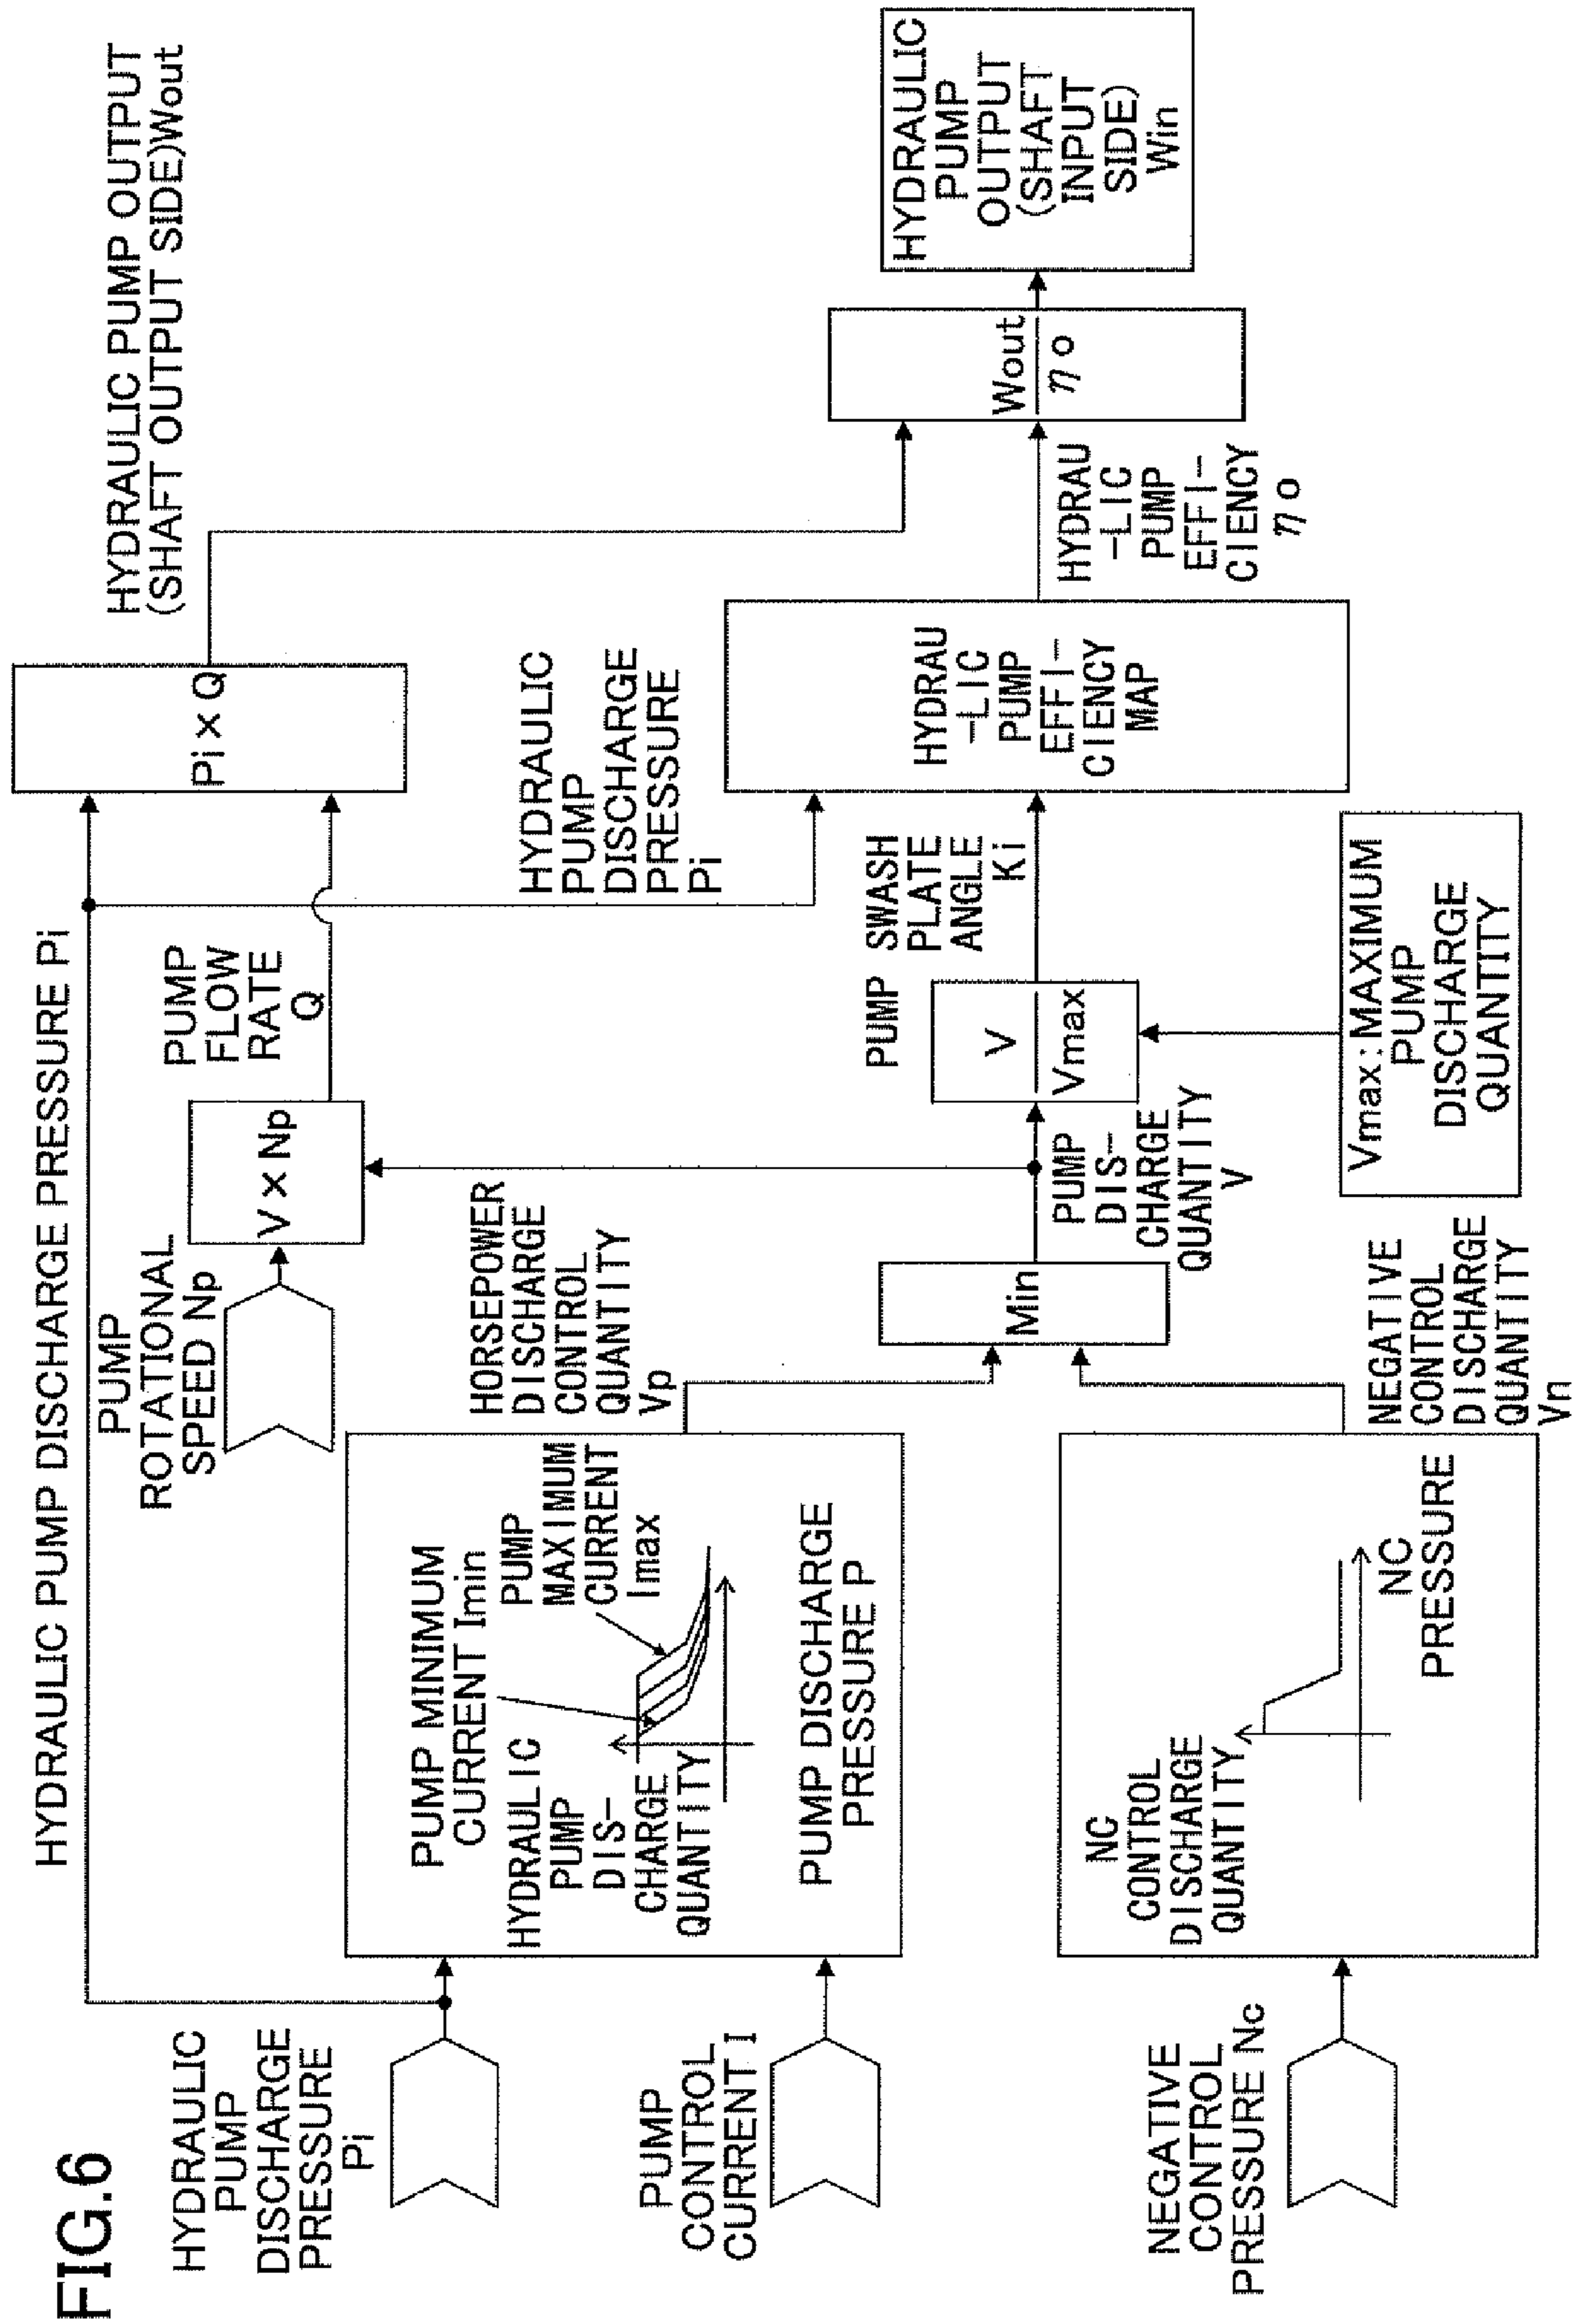 FIG.6
HYDRAULIC PUMP DISCHARGE PRESSURE Pi
HYDRAULIC PUMP OUTPUT
(SHAFT OUTPUT SIDE)Wout
HYDRAULIC
PUMP
DISCHARGE
PRESSURE
Pi
PUMP
ROTATIONAL
SPEED Np
V × Np
PUMP
FLOW
RATE
Q
Pi × Q
PUMP MINIMUM
CURRENT Imin
PUMP
MAXIMUM
CURRENT
Imax
HYDRAULIC
PUMP
DIS-
CHARGE
QUANTITY
PUMP DISCHARGE
PRESSURE P
HORSEPOWER
DISCHARGE
CONTROL
QUANTITY
Vp
HYDRAULIC
PUMP
DISCHARGE
PRESSURE
Pi
PUMP
CONTROL
CURRENT I
Min
PUMP
DIS-
CHARGE
QUANTITY
V
PUMP SWASH
PLATE
ANGLE
Ki
V
Vmax
HYDRAU
-LIC
PUMP
EFFI-
CIENCY
MAP
HYDRAU
-LIC
PUMP
EFFI-
CIENCY
ηo
Wout
ηo
HYDRAULIC
PUMP
OUTPUT
(SHAFT
INPUT
SIDE)
Win
NEGATIVE
CONTROL
PRESSURE Nc
NC
CONTROL
DISCHARGE
QUANTITY
NC
PRESSURE
NEGATIVE
CONTROL
DISCHARGE
QUANTITY
Vn
Vmax:MAXIMUM
PUMP
DISCHARGE
QUANTITY